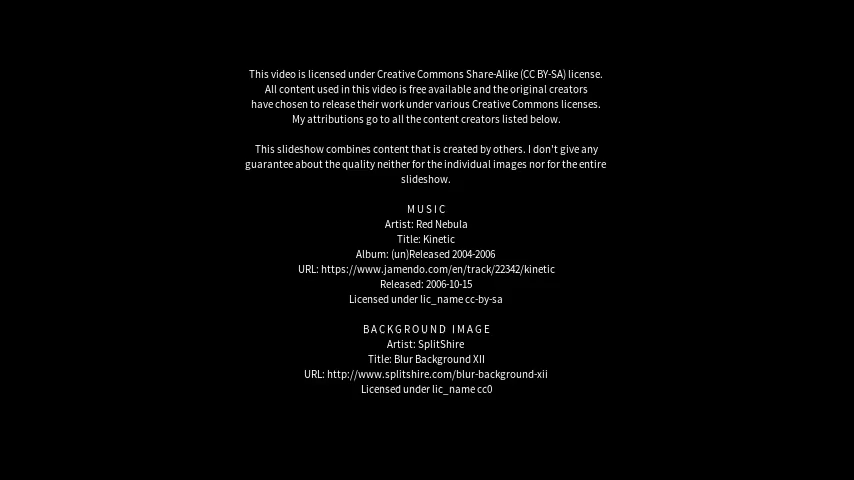 This video is licensed under Creative Commons Share-Alike (CC BY-SA) license.
All content used in this video is free available and the original creators
have chosen to release their work under various Creative Commons licenses.
My attributions go to all the content creators listed below.
This slideshow combines content that is created by others. I don't give any
guarantee about the quality neither for the individual images nor for the entire
slideshow.
MUSIC
Artist: Red Nebula
Title: Kinetic
Album: (un)Released 2004-2006
URL: https://www.jamendo.com/en/track/22342/kinetic
Released: 2006-10-15
Licensed under lic_name cc-by-sa
BACKGROUND IMAGE
Artist: SplitShire
Title: Blur Background XII
URL: http://www.splitshire.com/blur-background-xii
Licensed under lic_name cc0